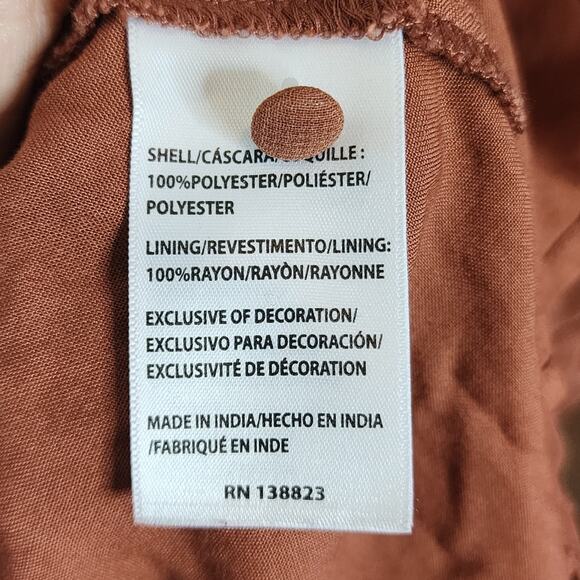 SHELL/CÁSCARA/ QUILLE :
100%POLYESTER/POLIÉSTER/
POLYESTER
LINING/REVESTIMENTO/LINING:
100%RAYON/RAYÒN/RAYONNE
EXCLUSIVE OF DECORATION/
EXCLUSIVO PARA DECORACIÓN/
EXCLUSIVITÉ DE DÉCORATION
MADE IN INDIA/HECHO EN INDIA
/FABRIQUÉ EN INDE
RN 138823